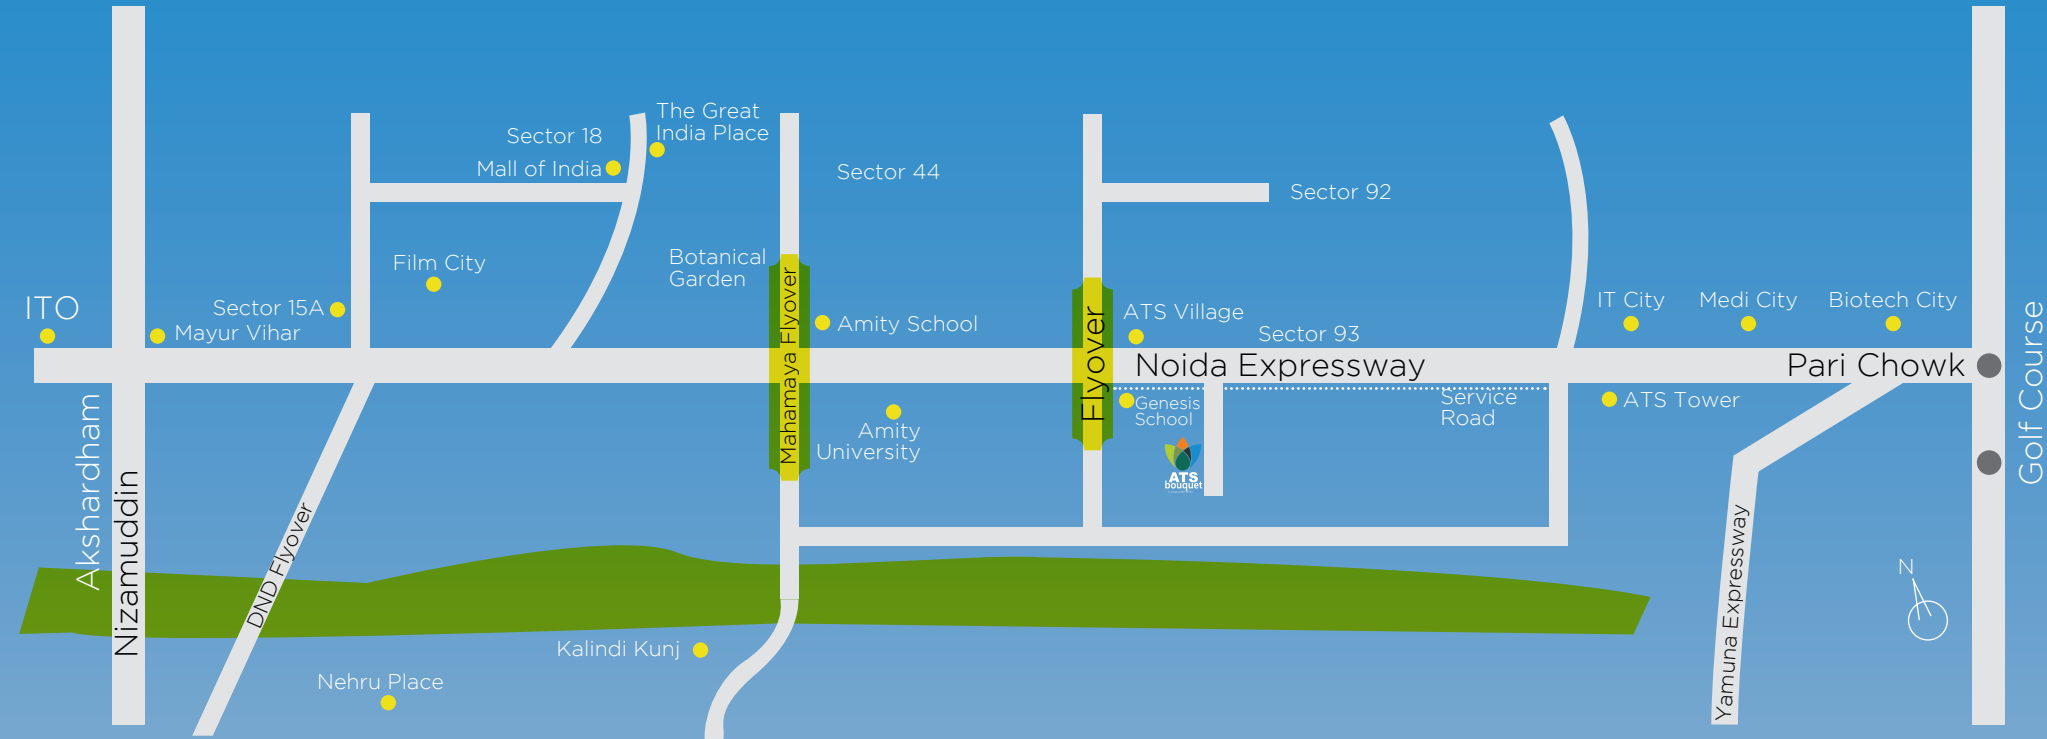 The Great
India Place
Sector 18
Mall of India
Sector 44
Sector 92
Film City
Botanical
Garden
Mahamaya Flyover
Flyover
ITO
Sector 15A
Mayur Vihar
Amity School
ATS Village
Sector 93
IT City
Medi City
Biotech City
Golf Course
Noida Expressway
Pari Chowk
Akshardham
Nizamuddin
DND Flyover
Amity
University
Genesis
School
Service
Road
ATS Tower
ATS
bouquet
Yamuna Expressway
N
Kalindi Kunj
Nehru Place